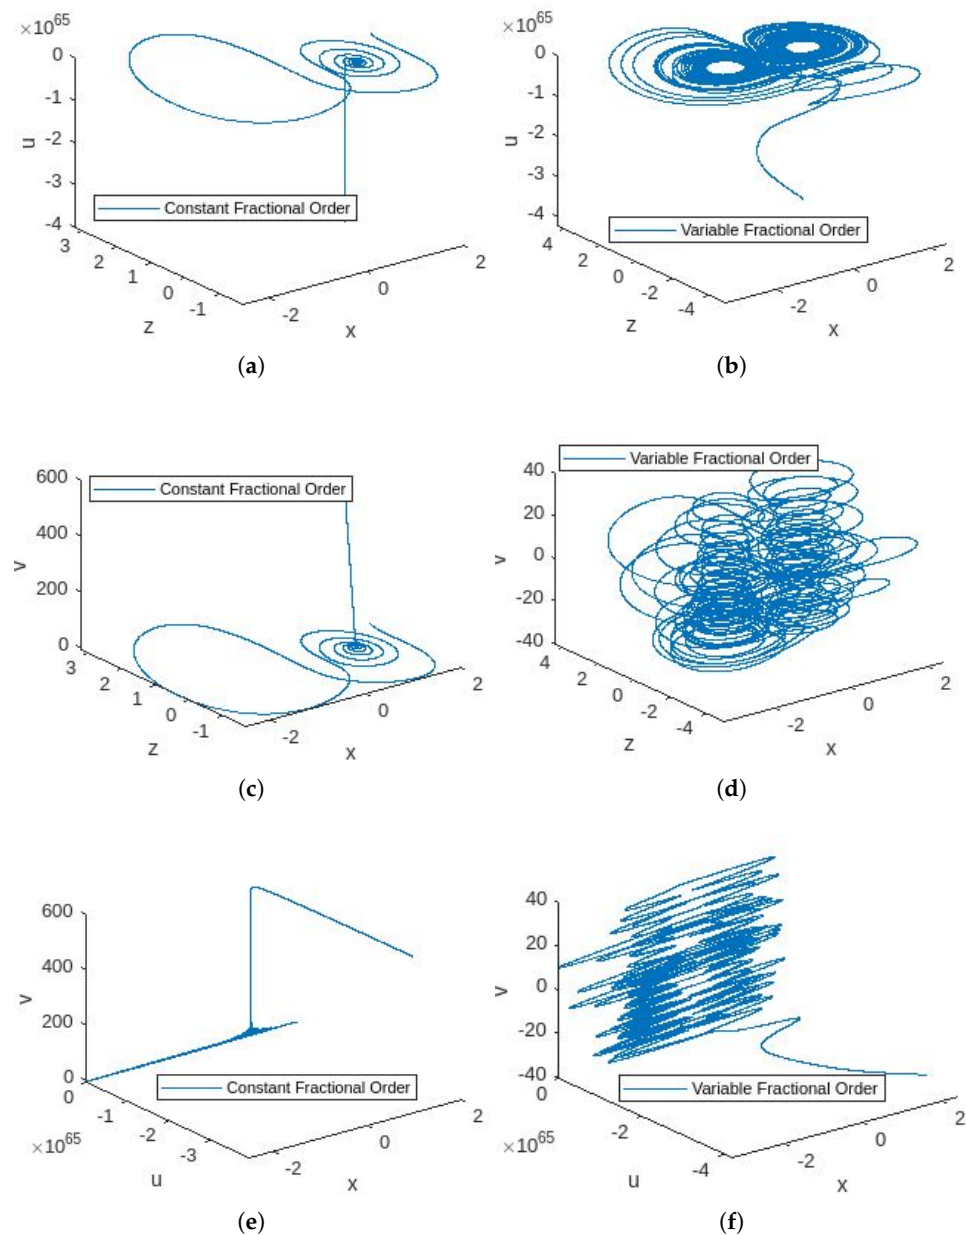 ×10^65
0
-1
-2
-3
-4
u
Constant Fractional Order
3
2
1
0
-1
z
-2
0
2
x
(a)
×10^65
0
-1
-2
-3
-4
u
Variable Fractional Order
4
2
0
-2
-4
z
-2
0
2
x
(b)
600
400
200
0
v
Constant Fractional Order
3
2
1
0
-1
z
-2
0
2
x
(c)
40
20
0
-20
-40
v
Variable Fractional Order
4
2
0
-2
-4
z
-2
0
2
x
(d)
600
400
200
0
v
Constant Fractional Order
0
-1
-2
-3
×10^65
u
-2
0
2
x
(e)
40
20
0
-20
-40
v
Variable Fractional Order
0
-2
-4
×10^65
u
-2
0
2
x
(f)